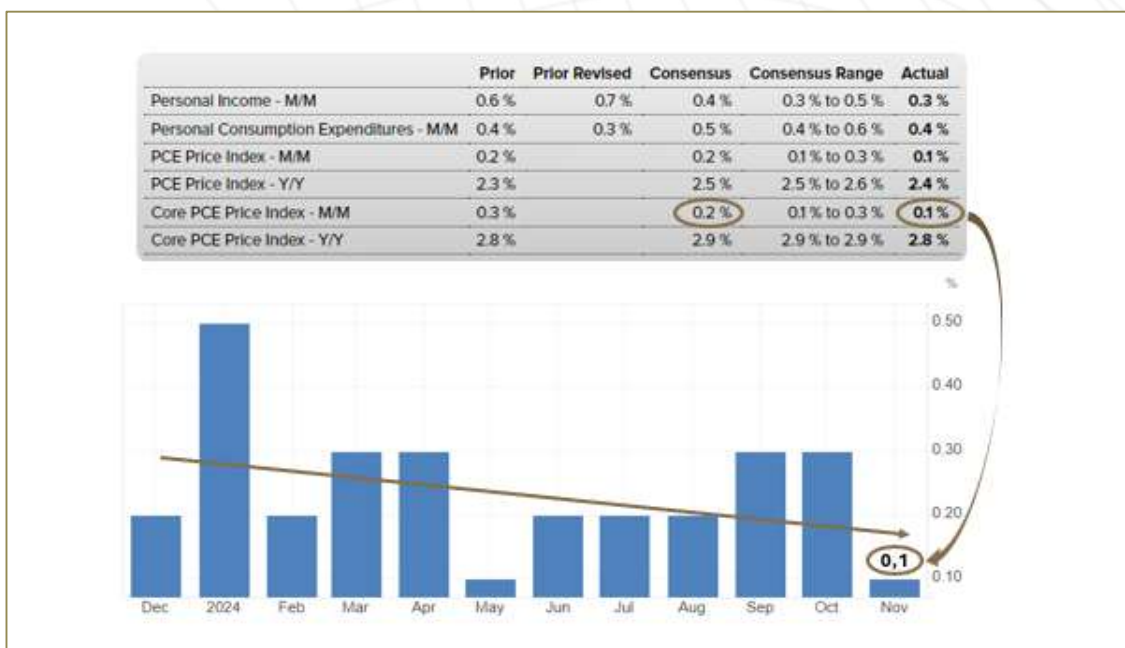 Prior Prior Revised Consensus Consensus Range Actual
Personal Income - M/M 0.6 % 0.7 % 0.4 % 0.3 % to 0.5 % 0.3 %
Personal Consumption Expenditures - M/M 0.4 % 0.3 % 0.5 % 0.4 % to 0.6 % 0.4 %
PCE Price Index - M/M 0.2 % 0.2 % 0.1 % to 0.3 % 0.1 %
PCE Price Index - Y/Y 2.3 % 2.5 % 2.5 % to 2.6 % 2.4 %
Core PCE Price Index - M/M 0.3 % 0.2 % 0.1 % to 0.3 % 0.1 %
Core PCE Price Index - Y/Y 2.8 % 2.9 % 2.9 % to 2.9 % 2.8 %
%
0.50
0.40
0.30
0.20
0,1
0.10
Dec 2024 Feb Mar Apr May Jun Jul Aug Sep Oct Nov